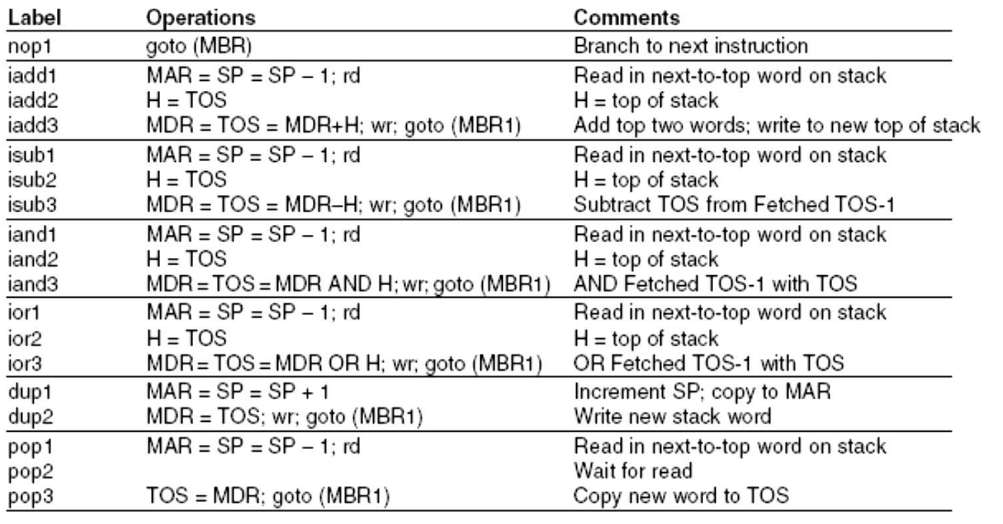 Label Operations Comments
nop1 goto (MBR) Branch to next instruction
iadd1 MAR = SP = SP – 1; rd Read in next-to-top word on stack
iadd2 H = TOS H = top of stack
iadd3 MDR = TOS = MDR+H; wr; goto (MBR1) Add top two words; write to new top of stack
isub1 MAR = SP = SP – 1; rd Read in next-to-top word on stack
isub2 H = TOS H = top of stack
isub3 MDR = TOS = MDR–H; wr; goto (MBR1) Subtract TOS from Fetched TOS-1
iand1 MAR = SP = SP – 1; rd Read in next-to-top word on stack
iand2 H = TOS H = top of stack
iand3 MDR = TOS = MDR AND H; wr; goto (MBR1) AND Fetched TOS-1 with TOS
ior1 MAR = SP = SP – 1; rd Read in next-to-top word on stack
ior2 H = TOS H = top of stack
ior3 MDR = TOS = MDR OR H; wr; goto (MBR1) OR Fetched TOS-1 with TOS
dup1 MAR = SP = SP + 1 Increment SP; copy to MAR
dup2 MDR = TOS; wr; goto (MBR1) Write new stack word
pop1 MAR = SP = SP – 1; rd Read in next-to-top word on stack
pop2 Wait for read
pop3 TOS = MDR; goto (MBR1) Copy new word to TOS